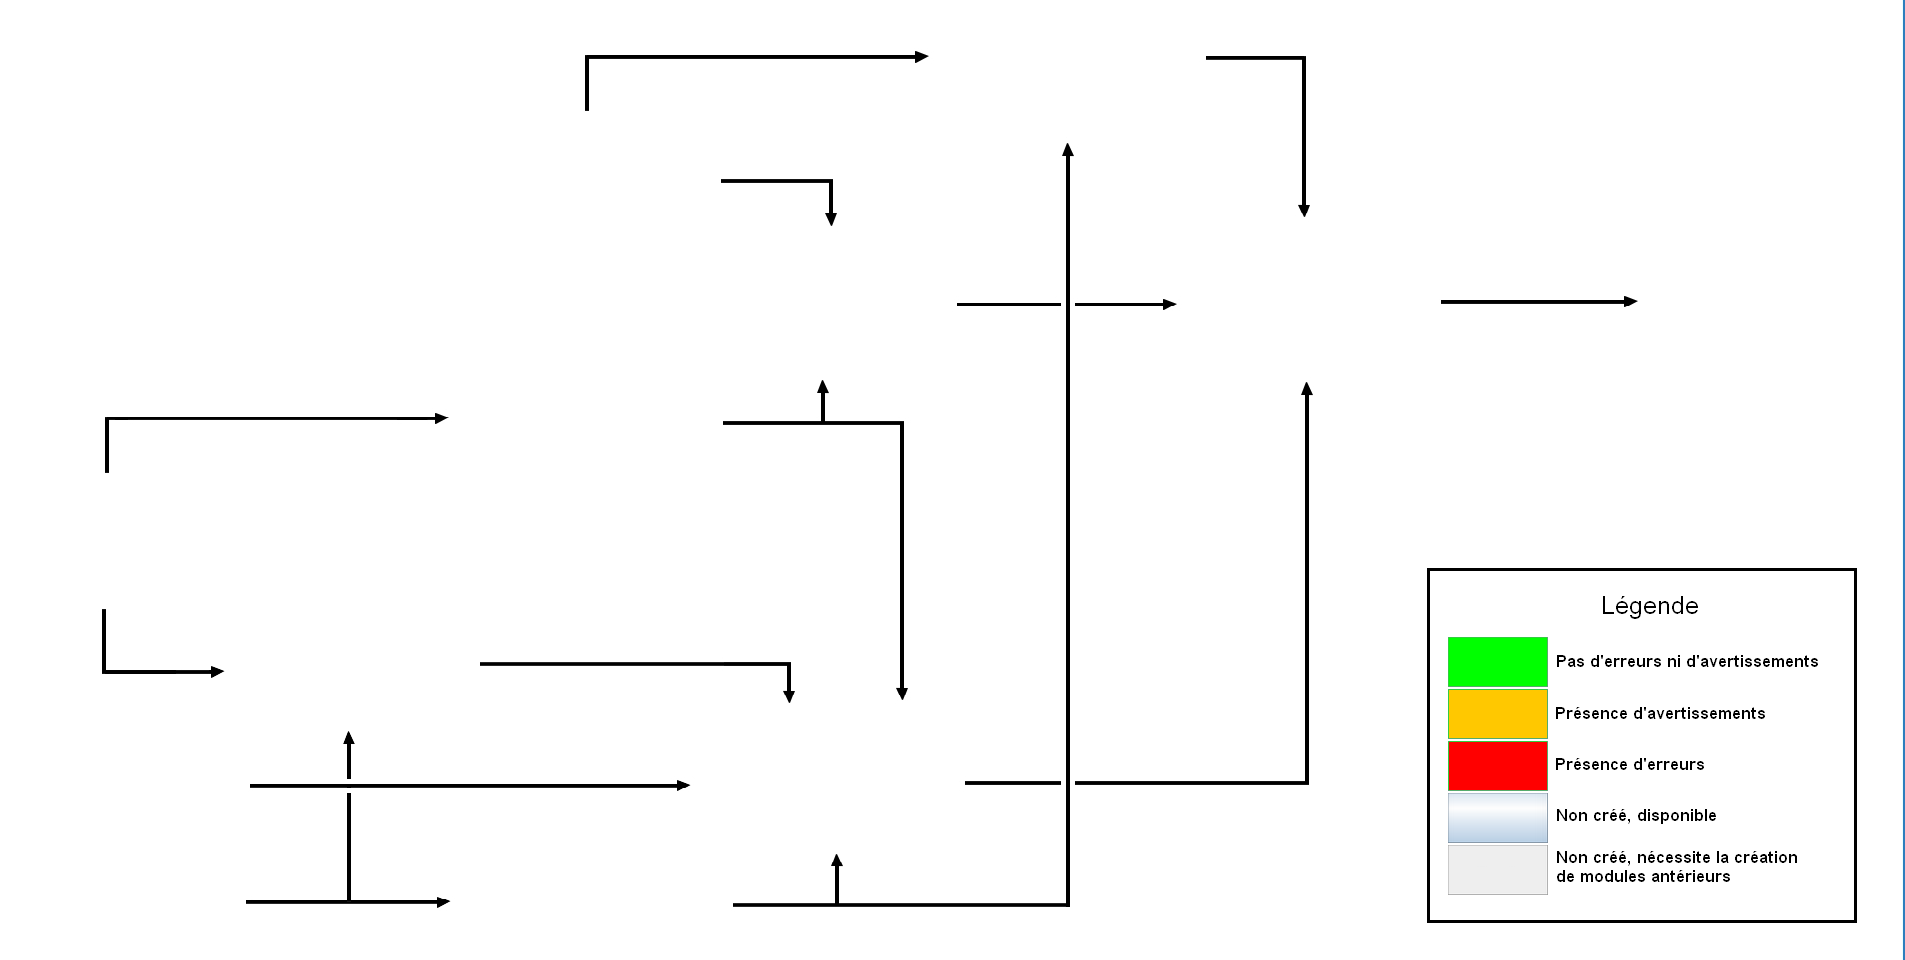 Légende
Pas d'erreurs ni d'avertissements
Présence d'avertissements
Présence d'erreurs
Non créé, disponible
Non créé, nécessite la création
de modules antérieurs